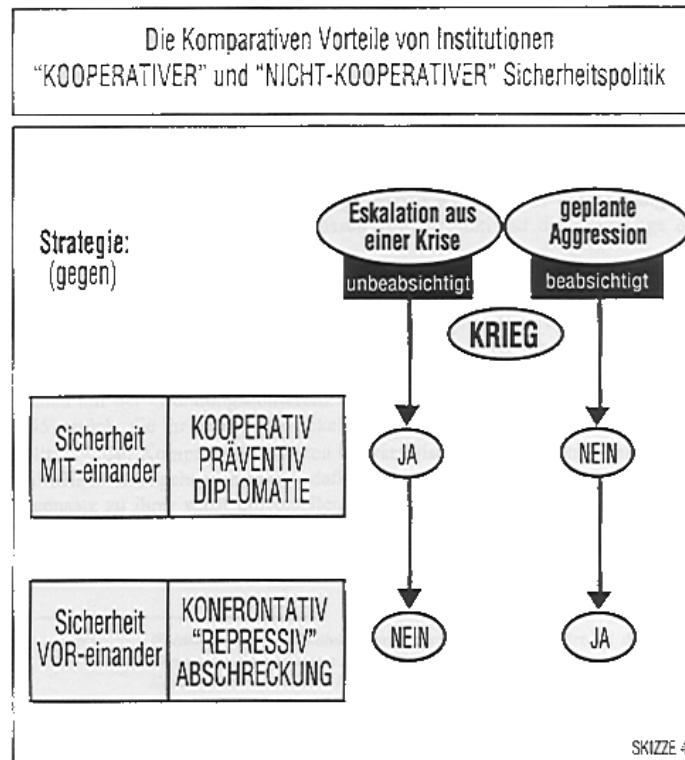 Die Komparativen Vorteile von Institutionen
“KOOPERATIVER” und “NICHT-KOOPERATIVER” Sicherheitspolitik
Strategie:
(gegen)
Eskalation aus
einer Krise
unbeabsichtigt
geplante
Aggression
beabsichtigt
KRIEG
Sicherheit
MIT-einander
KOOPERATIV
PRÄVENTIV
DIPLOMATIE
JA
NEIN
Sicherheit
VOR-einander
KONFRONTATIV
“REPRESSIV”
ABSCHRECKUNG
NEIN
JA
SKIZZE 4